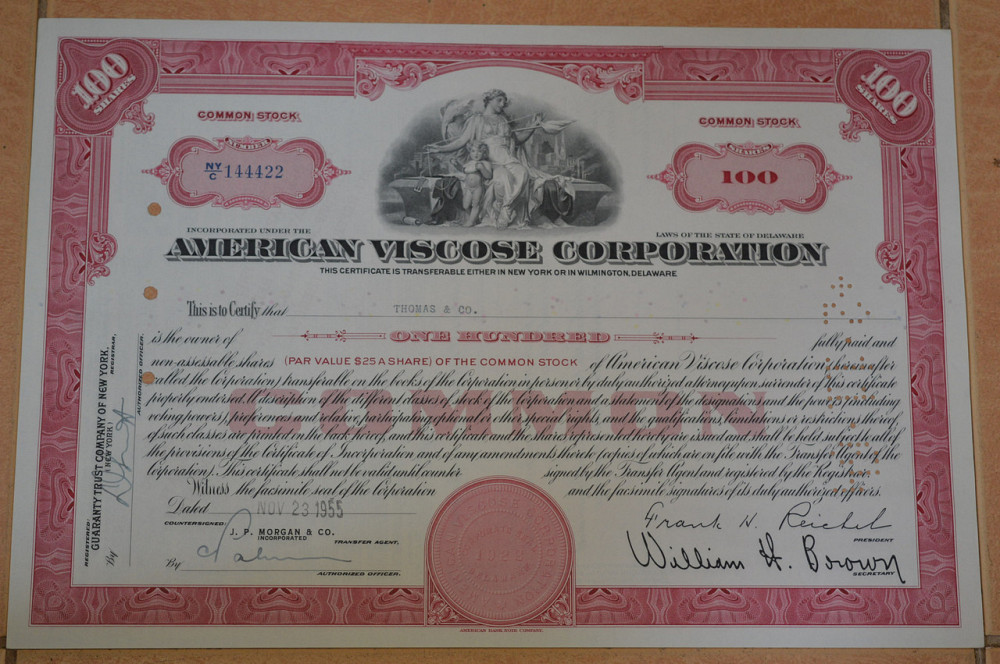 100 SHARES
100 SHARES
COMMON STOCK
COMMON STOCK
NUMBER
SHARES
NY/C 144422
100
INCORPORATED UNDER THE
LAWS OF THE STATE OF DELAWARE
AMERICAN VISCOSE CORPORATION
THIS CERTIFICATE IS TRANSFERABLE EITHER IN NEW YORK OR IN WILMINGTON, DELAWARE
This is to Certify that THOMAS & CO.
is the owner of ONE HUNDRED fully paid and
non-assessable shares (PAR VALUE $25 A SHARE) OF THE COMMON STOCK of American Viscose Corporation (hereinafter
called the Corporation) transferable on the books of the Corporation in person or by duly authorized attorney upon surrender of this certificate
properly endorsed. A description of the different classes of stock of the Corporation and a statement of the designations and the powers (including
voting powers), preferences and relative, participating, optional or other special rights, and the qualifications, limitations or restrictions thereof,
of such classes are printed on the back hereof, and this certificate and the shares represented hereby are issued and shall be held subject to all of
the provisions of the Certificate of Incorporation and of any amendments thereto (copies of which are on file with the Transfer Agent of the
Corporation). This certificate shall not be valid until countersigned by the Transfer Agent and registered by the Registrar.
COMMON
Witness the facsimile seal of the Corporation and the facsimile signatures of its duly authorized officers.
Dated NOV 23 1955
COUNTERSIGNED:
J. P. MORGAN & CO.
INCORPORATED
TRANSFER AGENT.
By
AUTHORIZED OFFICER.
Frank H. Reichel
PRESIDENT
William H. Brown
SECRETARY
REGISTERED:
GUARANTY TRUST COMPANY OF NEW YORK,
(NEW YORK)
REGISTRAR,
By
AUTHORIZED OFFICER.
AMERICAN BANK NOTE COMPANY.